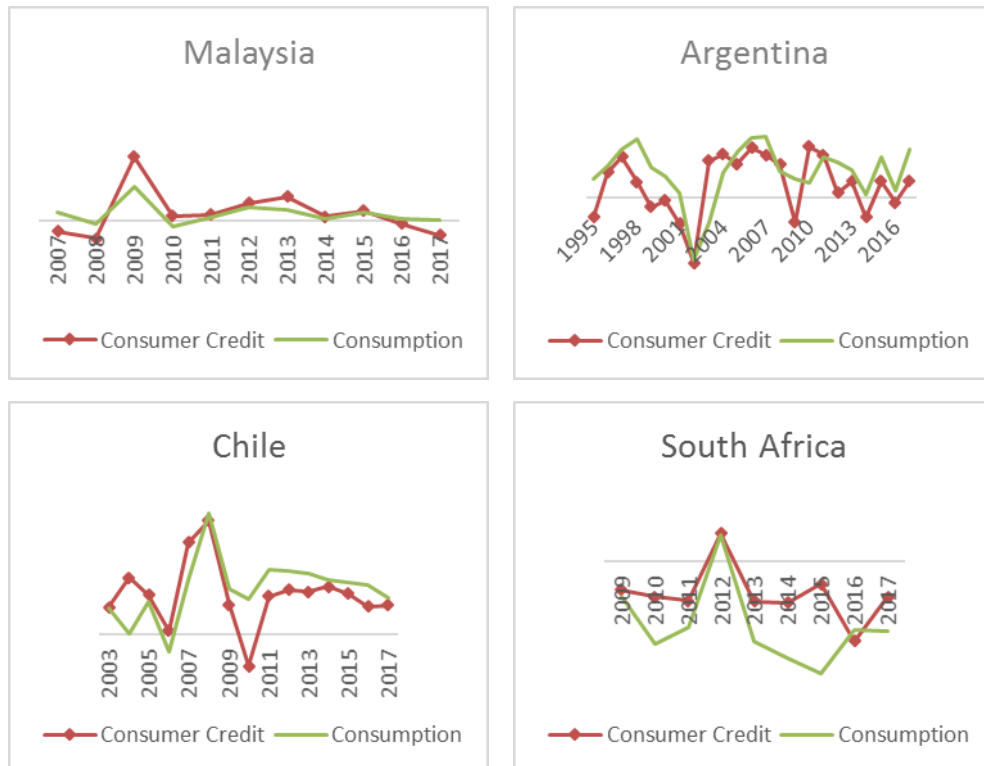 Malaysia
2007 2008 2009 2010 2011 2012 2013 2014 2015 2016 2017
Consumer Credit Consumption
Argentina
1995 1998 2001 2004 2007 2010 2013 2016
Consumer Credit Consumption
Chile
2003 2005 2007 2009 2011 2013 2015 2017
Consumer Credit Consumption
South Africa
2009 2010 2011 2012 2013 2014 2015 2016 2017
Consumer Credit Consumption